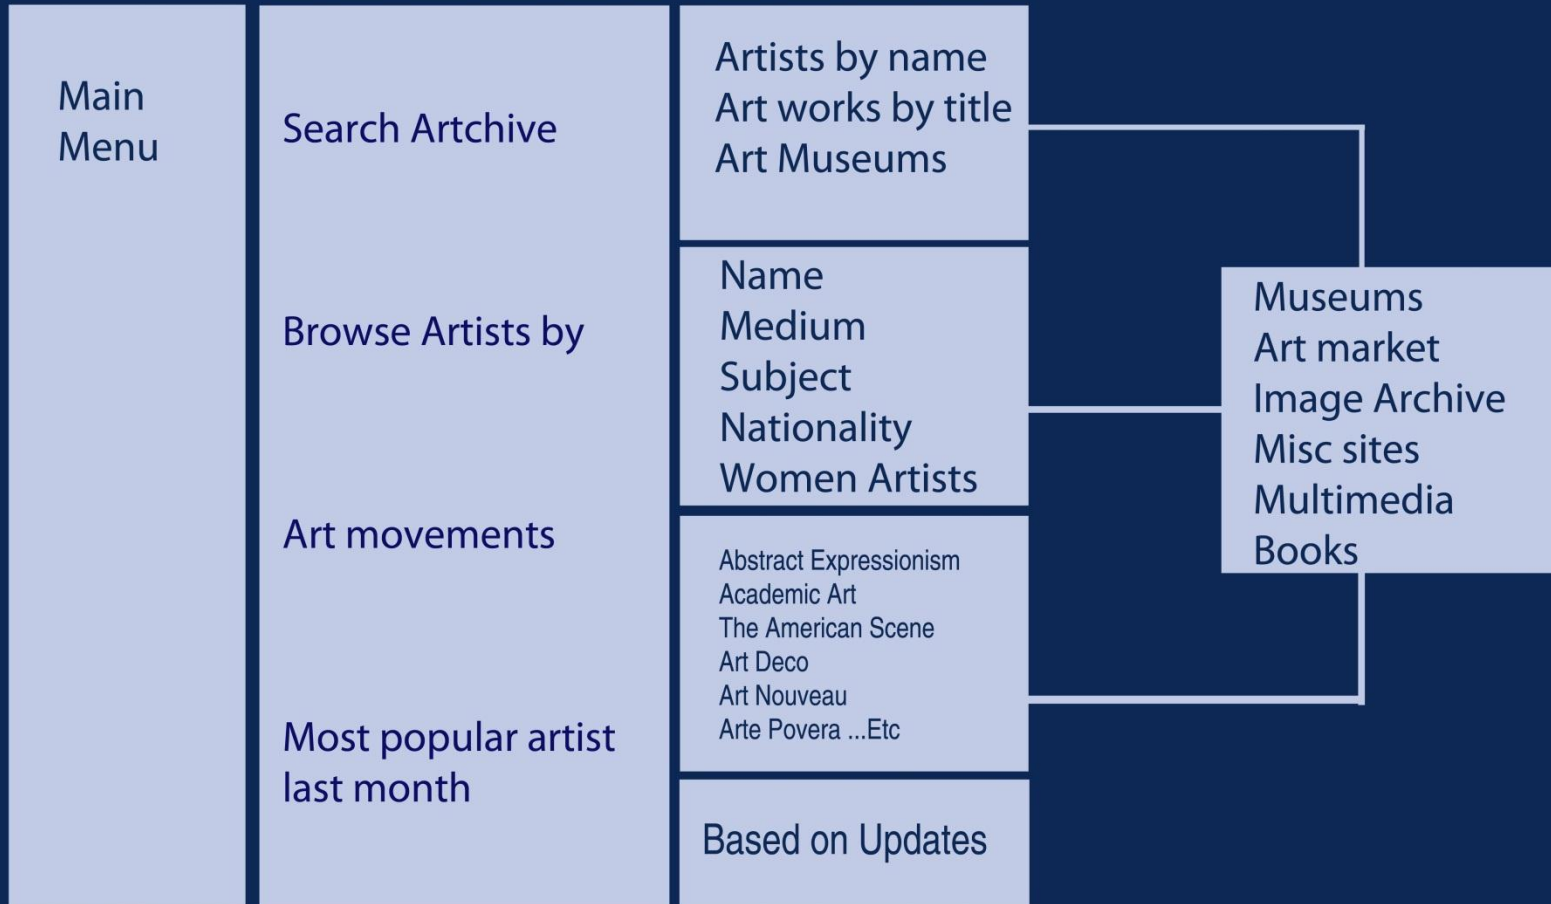 Main
Menu
Search Artchive
Browse Artists by
Art movements
Most popular artist
last month
Artists by name
Art works by title
Art Museums
Name
Medium
Subject
Nationality
Women Artists
Abstract Expressionism
Academic Art
The American Scene
Art Deco
Art Nouveau
Arte Povera ...Etc
Based on Updates
Museums
Art market
Image Archive
Misc sites
Multimedia
Books